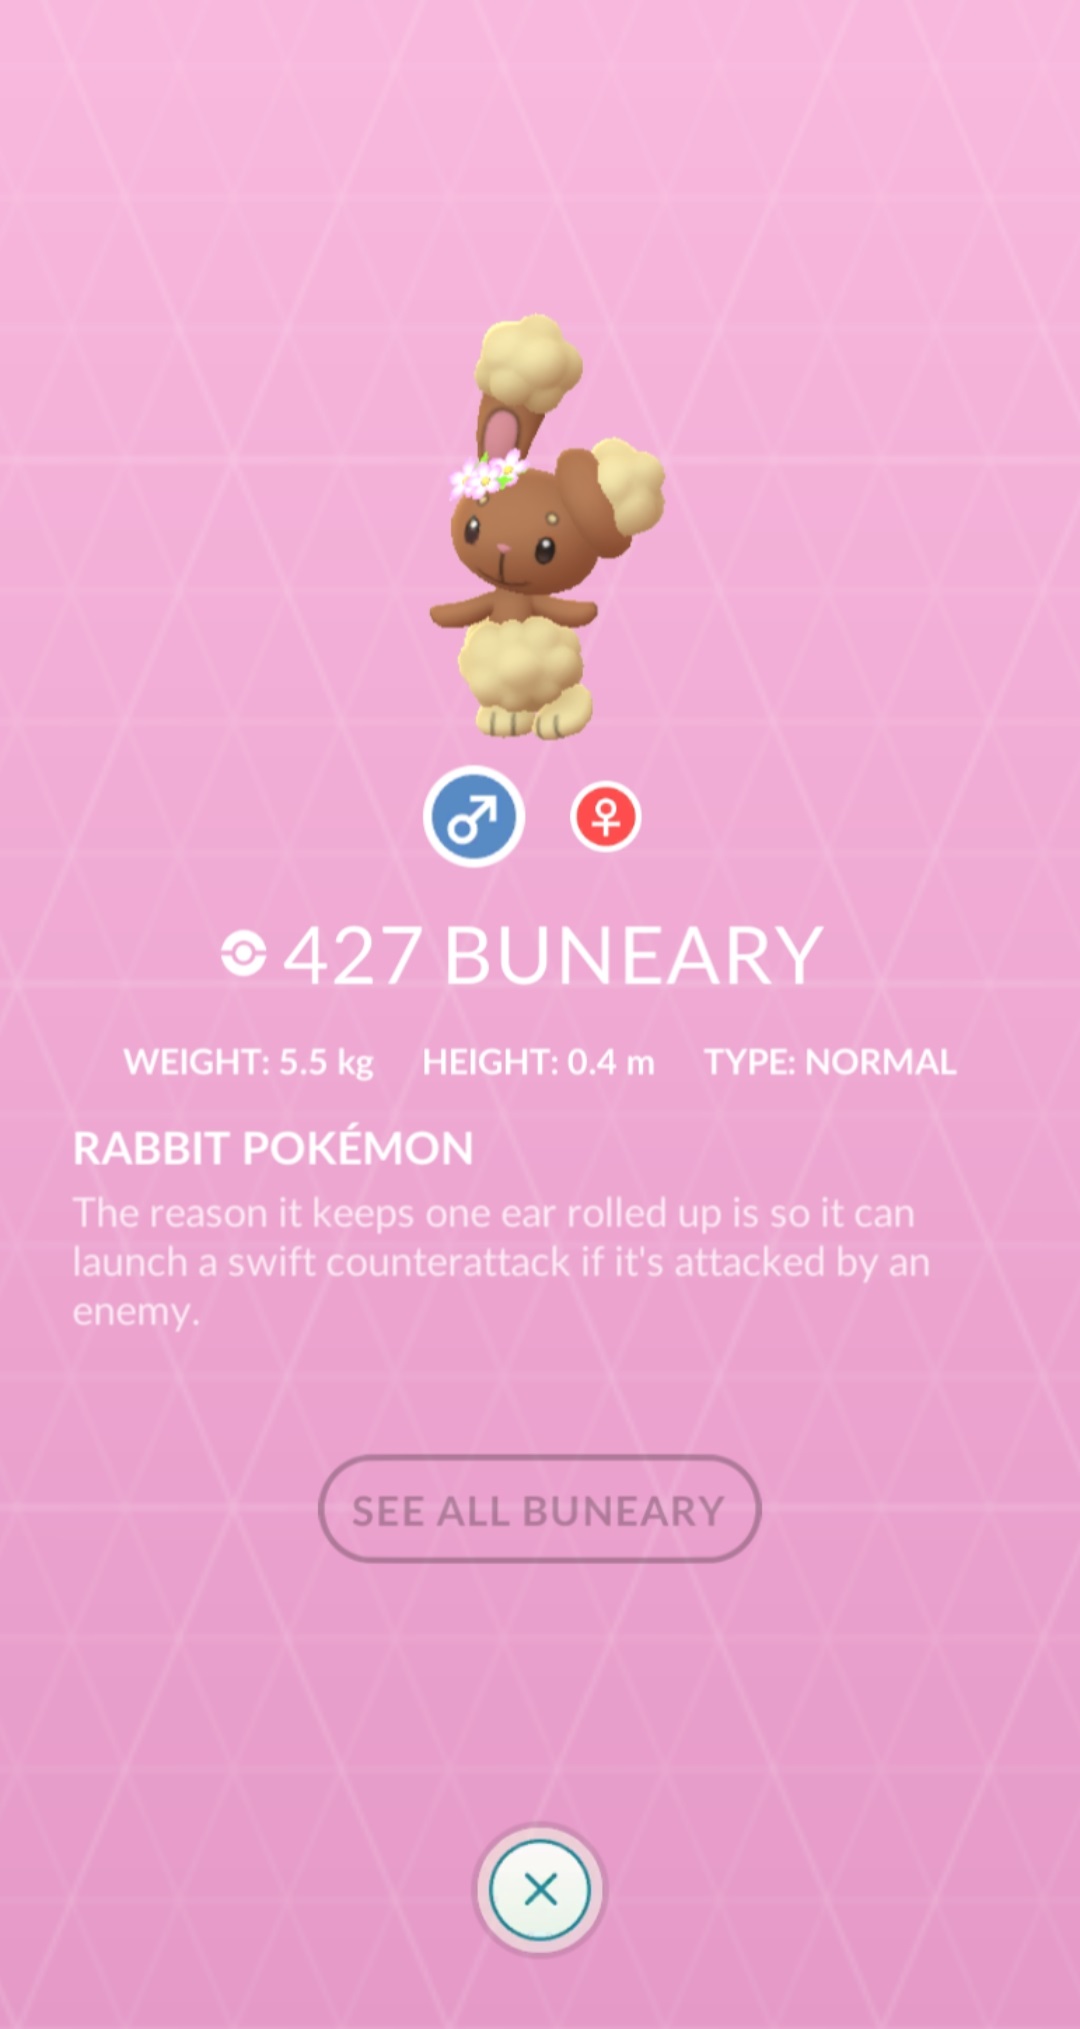 427 BUNEARY
WEIGHT: 5.5 kg HEIGHT: 0.4 m TYPE: NORMAL
RABBIT POKÉMON
The reason it keeps one ear rolled up is so it can
launch a swift counterattack if it's attacked by an
enemy.
SEE ALL BUNEARY